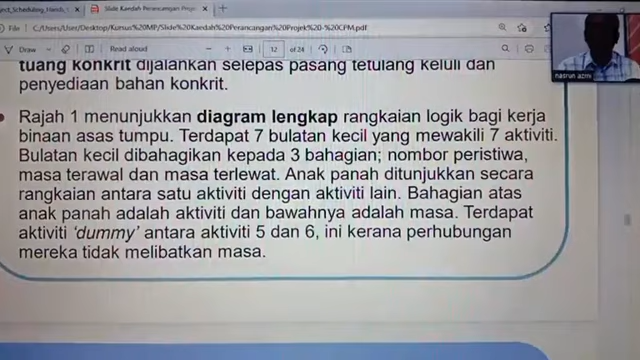 ject_Scheduling_Handi_s
Slide Kaedah Perancangan Proje
File | C:/Users/User/Desktop/Kursus%20MP/Slide%20Kaedah%20Perancangan%20Projek%20-%20CPM.pdf
Draw Read aloud 12 of 24
tuang konkrit dijalankan selepas pasang tetulang keluli dan
penyediaan bahan konkrit.
Rajah 1 menunjukkan diagram lengkap rangkaian logik bagi kerja
binaan asas tumpu. Terdapat 7 bulatan kecil yang mewakili 7 aktiviti.
Bulatan kecil dibahagikan kepada 3 bahagian; nombor peristiwa,
masa terawal dan masa terlewat. Anak panah ditunjukkan secara
rangkaian antara satu aktiviti dengan aktiviti lain. Bahagian atas
anak panah adalah aktiviti dan bawahnya adalah masa. Terdapat
aktiviti 'dummy' antara aktiviti 5 dan 6, ini kerana perhubungan
mereka tidak melibatkan masa.
nasrun azmi